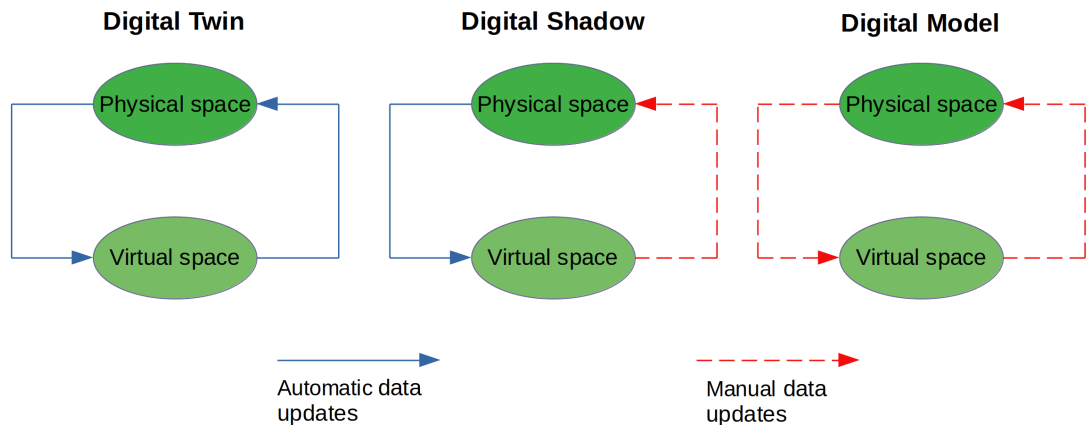 Digital Twin
Digital Shadow
Digital Model
Physical space
Physical space
Physical space
Virtual space
Virtual space
Virtual space
Automatic data
updates
Manual data
updates